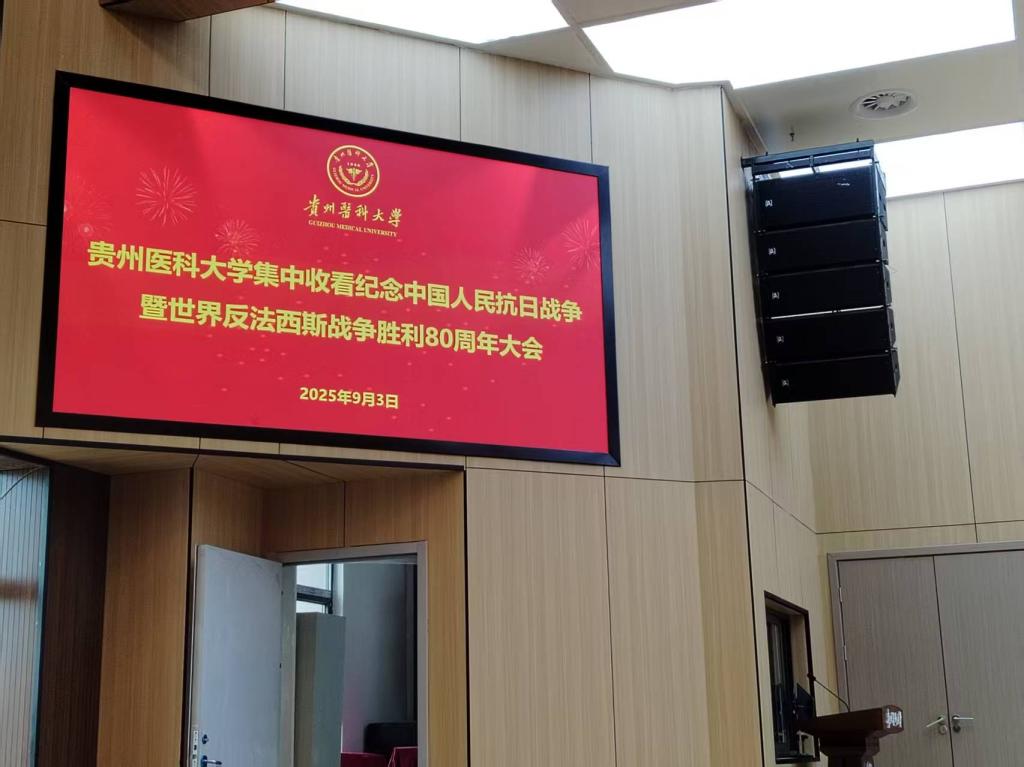 貴州醫科大學
GUIZHOU MEDICAL UNIVERSITY
贵州医科大学集中收看纪念中国人民抗日战争
暨世界反法西斯战争胜利80周年大会
2025年9月3日